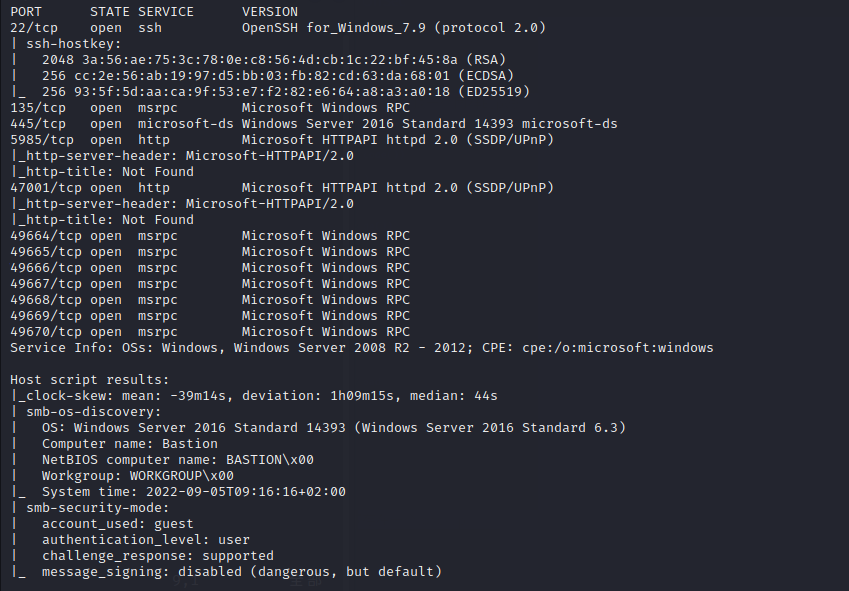 PORT      STATE SERVICE      VERSION
22/tcp    open  ssh          OpenSSH for_Windows_7.9 (protocol 2.0)
| ssh-hostkey:
|   2048 3a:56:ae:75:3c:78:0e:c8:56:4d:cb:1c:22:bf:45:8a (RSA)
|   256 cc:2e:56:ab:19:97:d5:bb:03:fb:82:cd:63:da:68:01 (ECDSA)
|_  256 93:5f:5d:aa:ca:9f:53:e7:f2:82:e6:64:a8:a3:a0:18 (ED25519)
135/tcp   open  msrpc        Microsoft Windows RPC
445/tcp   open  microsoft-ds Windows Server 2016 Standard 14393 microsoft-ds
5985/tcp  open  http         Microsoft HTTPAPI httpd 2.0 (SSDP/UPnP)
|_http-server-header: Microsoft-HTTPAPI/2.0
|_http-title: Not Found
47001/tcp open  http         Microsoft HTTPAPI httpd 2.0 (SSDP/UPnP)
|_http-server-header: Microsoft-HTTPAPI/2.0
|_http-title: Not Found
49664/tcp open  msrpc        Microsoft Windows RPC
49665/tcp open  msrpc        Microsoft Windows RPC
49666/tcp open  msrpc        Microsoft Windows RPC
49667/tcp open  msrpc        Microsoft Windows RPC
49668/tcp open  msrpc        Microsoft Windows RPC
49669/tcp open  msrpc        Microsoft Windows RPC
49670/tcp open  msrpc        Microsoft Windows RPC
Service Info: OSs: Windows, Windows Server 2008 R2 - 2012; CPE: cpe:/o:microsoft:windows

Host script results:
|_clock-skew: mean: -39m14s, deviation: 1h09m15s, median: 44s
| smb-os-discovery:
|   OS: Windows Server 2016 Standard 14393 (Windows Server 2016 Standard 6.3)
|   Computer name: Bastion
|   NetBIOS computer name: BASTION\x00
|   Workgroup: WORKGROUP\x00
|_  System time: 2022-09-05T09:16:16+02:00
| smb-security-mode:
|   account_used: guest
|   authentication_level: user
|   challenge_response: supported
|_  message_signing: disabled (dangerous, but default)